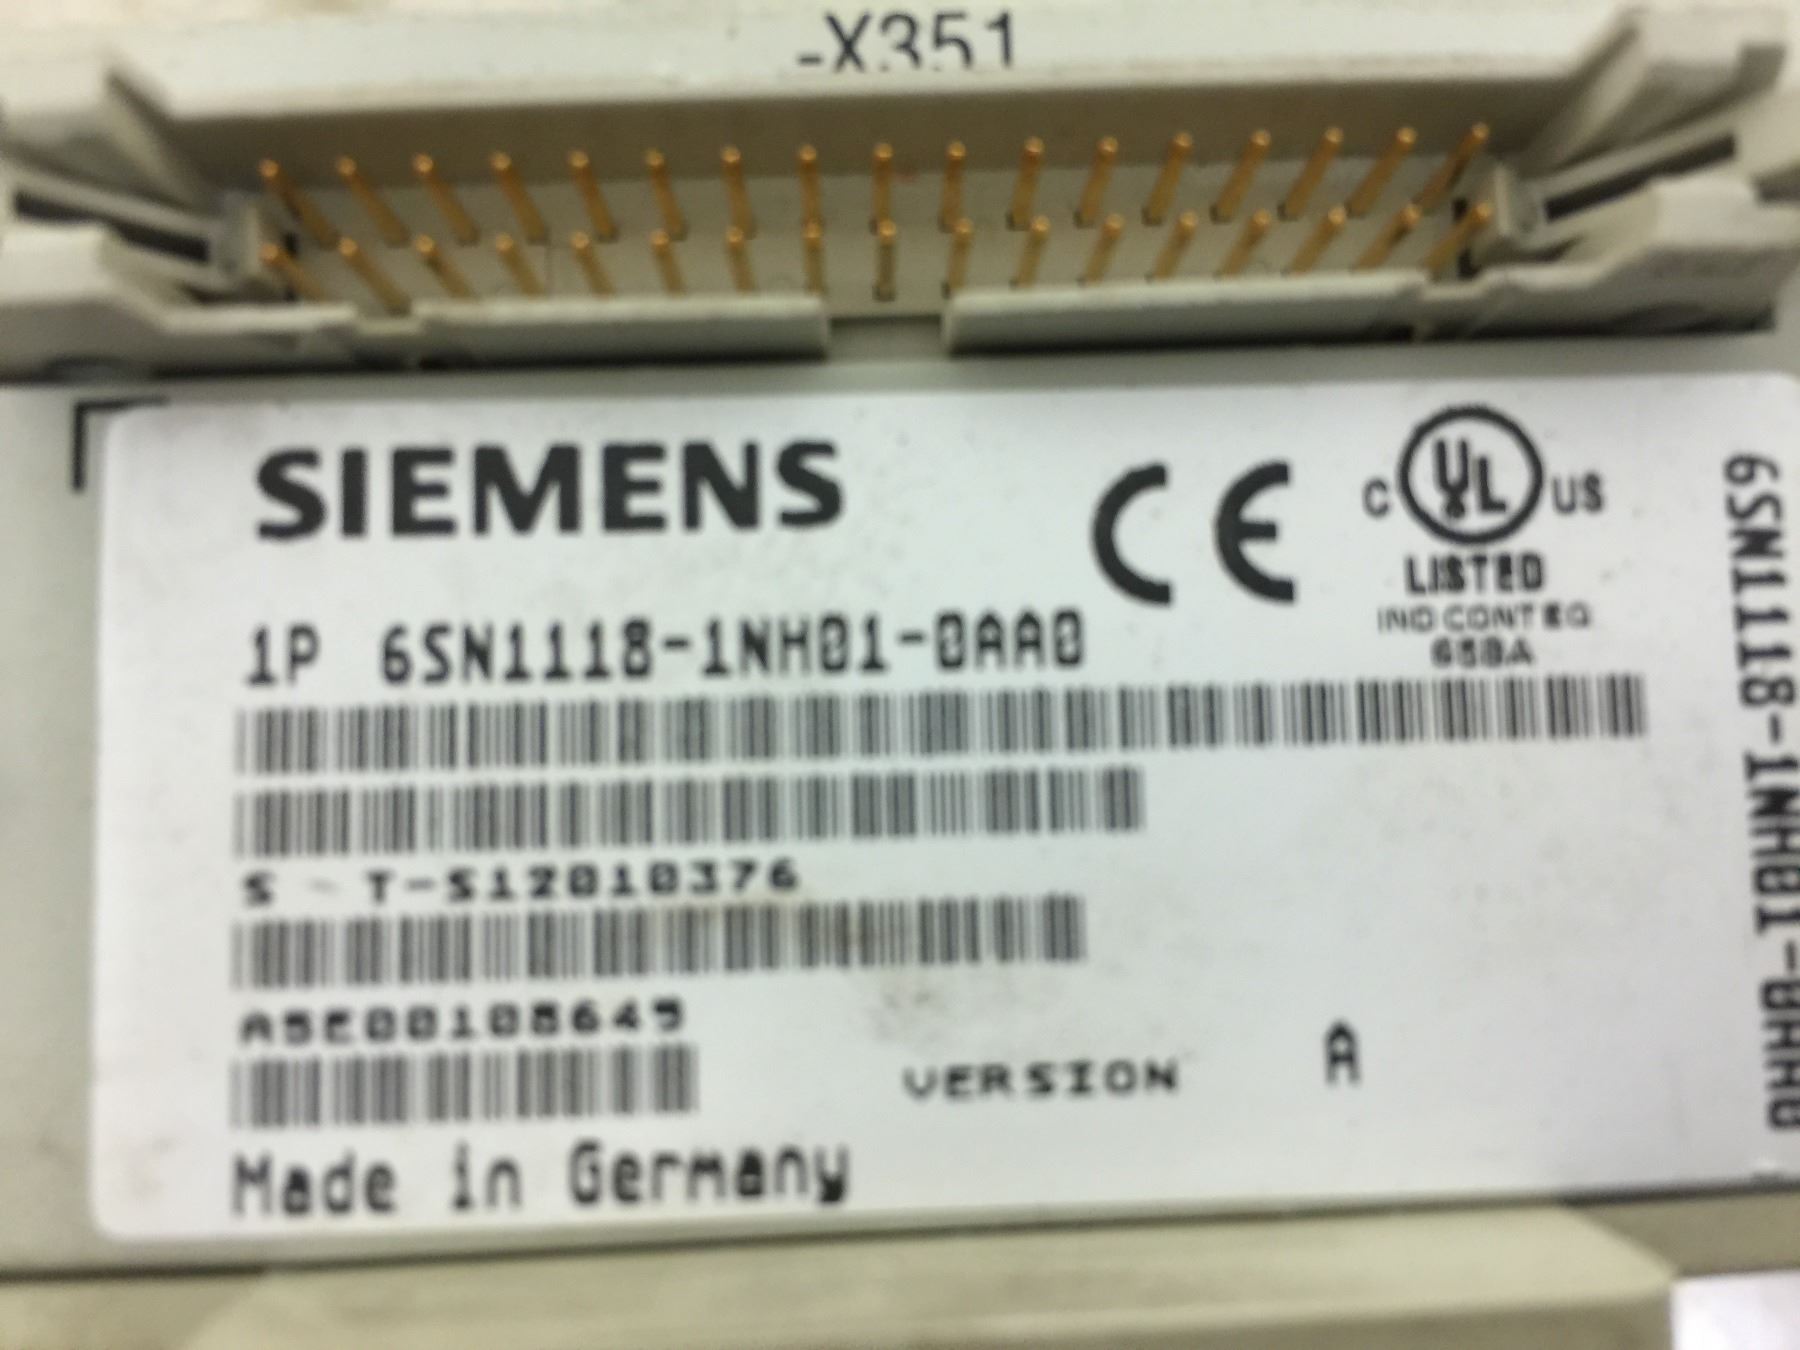 -X351
SIEMENS
CE
C UL US
LISTED
IND CONT EQ
658A
1P 6SN1118-1NH01-0AA0
S T-S12010376
A5E00108649
VERSION A
Made in Germany
6SN1118-1NH01-0AA0